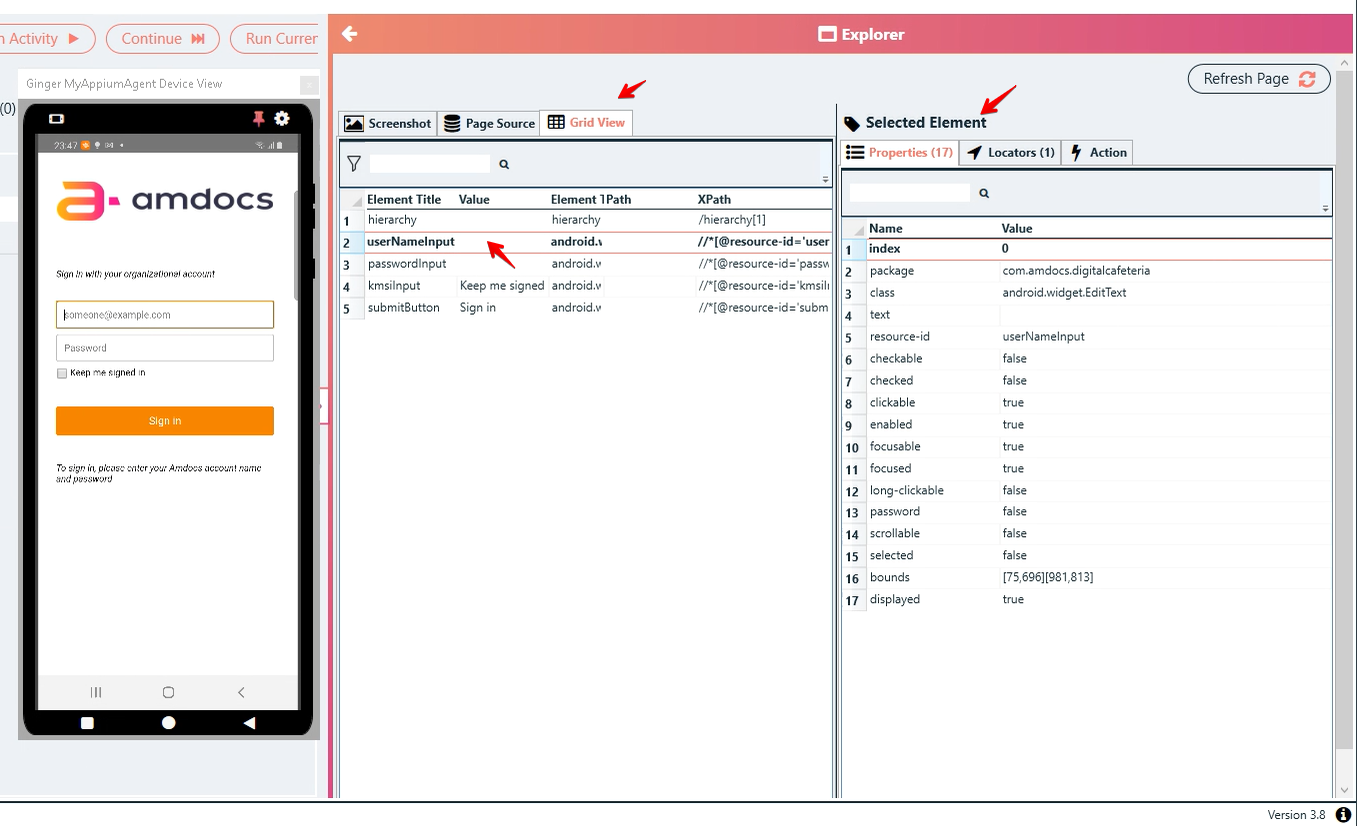 n Activity
Continue
Run Curren
Explorer
Ginger MyAppiumAgent Device View
Refresh Page
(0)
23:47
amdocs
Sign in with your organizational account
someone@example.com
Password
Keep me signed in
Sign in
To sign in, please enter your Amdocs account name
and password
Screenshot
Page Source
Grid View
Element Title Value Element T Path XPath
1 hierarchy hierarchy /hierarchy[1]
2 userNameInput android.v //*[@resource-id='user
3 passwordInput android.v //*[@resource-id='passw
4 kmsiInput Keep me signed android.v //*[@resource-id='kmsiIn
5 submitButton Sign in android.v //*[@resource-id='subm
Selected Element
Properties (17)
Locators (1)
Action
Name Value
1 index 0
2 package com.amdocs.digitalcafeteria
3 class android.widget.EditText
4 text
5 resource-id userNameInput
6 checkable false
7 checked false
8 clickable true
9 enabled true
10 focusable true
11 focused true
12 long-clickable false
13 password false
14 scrollable false
15 selected false
16 bounds [75,696][981,813]
17 displayed true
Version 3.8